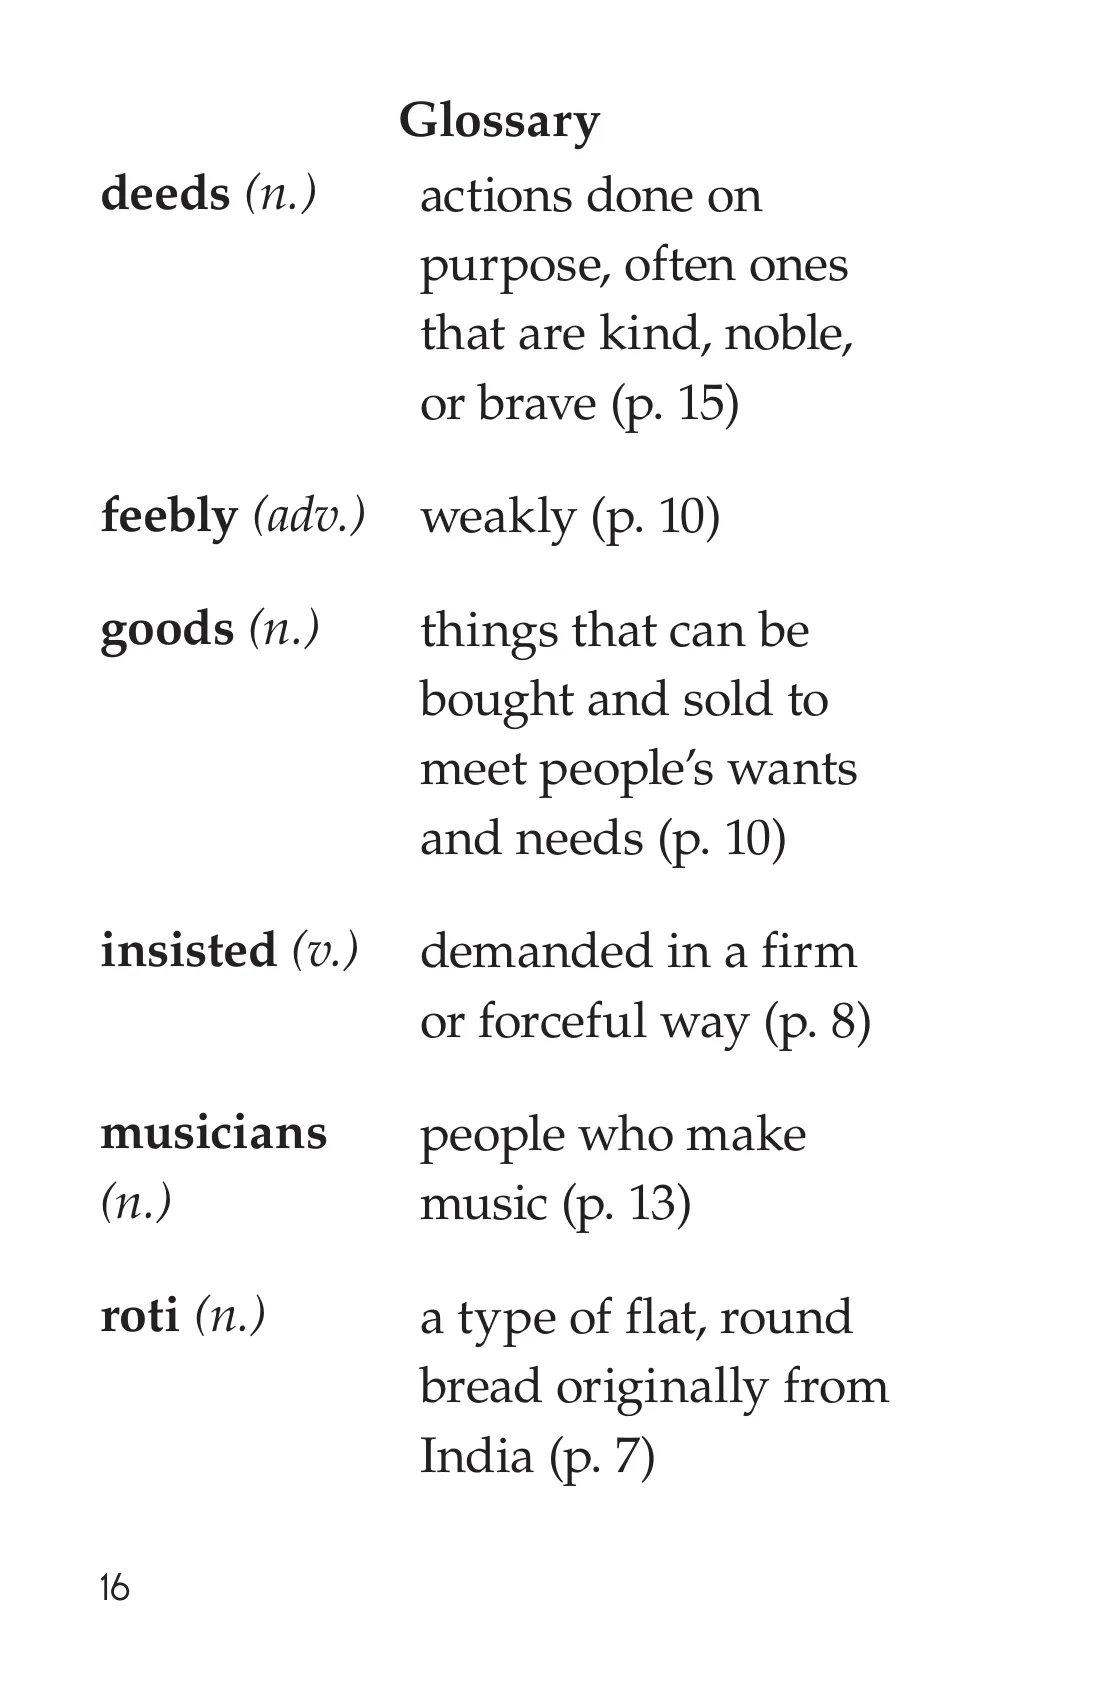 Glossary
deeds (n.) actions done on
purpose, often ones
that are kind, noble,
or brave (p. 15)
feebly (adv.) weakly (p. 10)
goods (n.) things that can be
bought and sold to
meet people’s wants
and needs (p. 10)
insisted (v.) demanded in a firm
or forceful way (p. 8)
musicians people who make
(n.) music (p. 13)
roti (n.) a type of flat, round
bread originally from
India (p. 7)
16